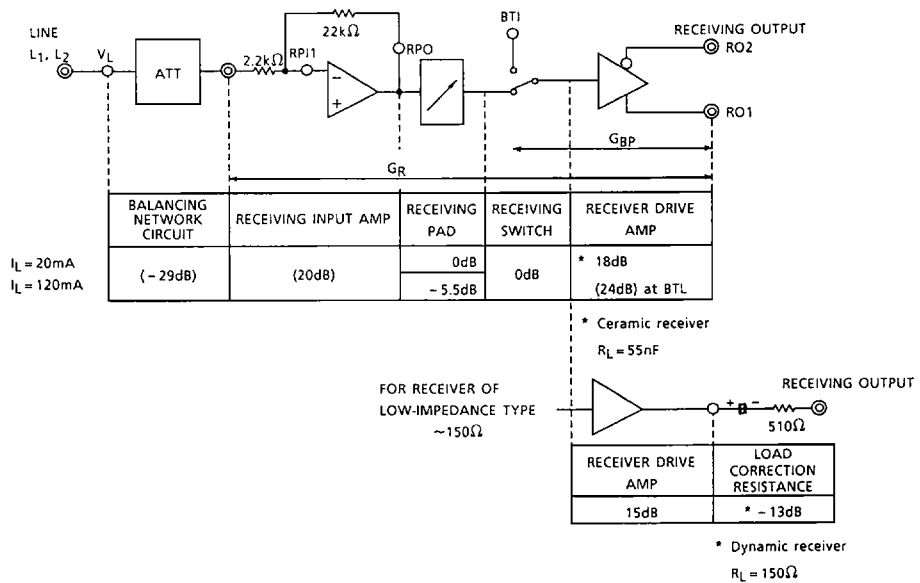 LINE
L1, L2
VL
ATT
2.2kΩ
RPI1
22kΩ
RPO
BTI
RECEIVING OUTPUT
RO2
RO1
−
+
GBP
GR
BALANCING NETWORK CIRCUIT
RECEIVING INPUT AMP
RECEIVING PAD
RECEIVING SWITCH
RECEIVER DRIVE AMP
IL = 20mA
IL = 120mA
(−29dB)
(20dB)
0dB
−5.5dB
0dB
* 18dB
(24dB) at BTL
* Ceramic receiver
RL = 55nF
FOR RECEIVER OF
LOW-IMPEDANCE TYPE
~150Ω
RECEIVING OUTPUT
+ −
510Ω
RECEIVER DRIVE
AMP
LOAD
CORRECTION
RESISTANCE
15dB
* −13dB
* Dynamic receiver
RL = 150Ω